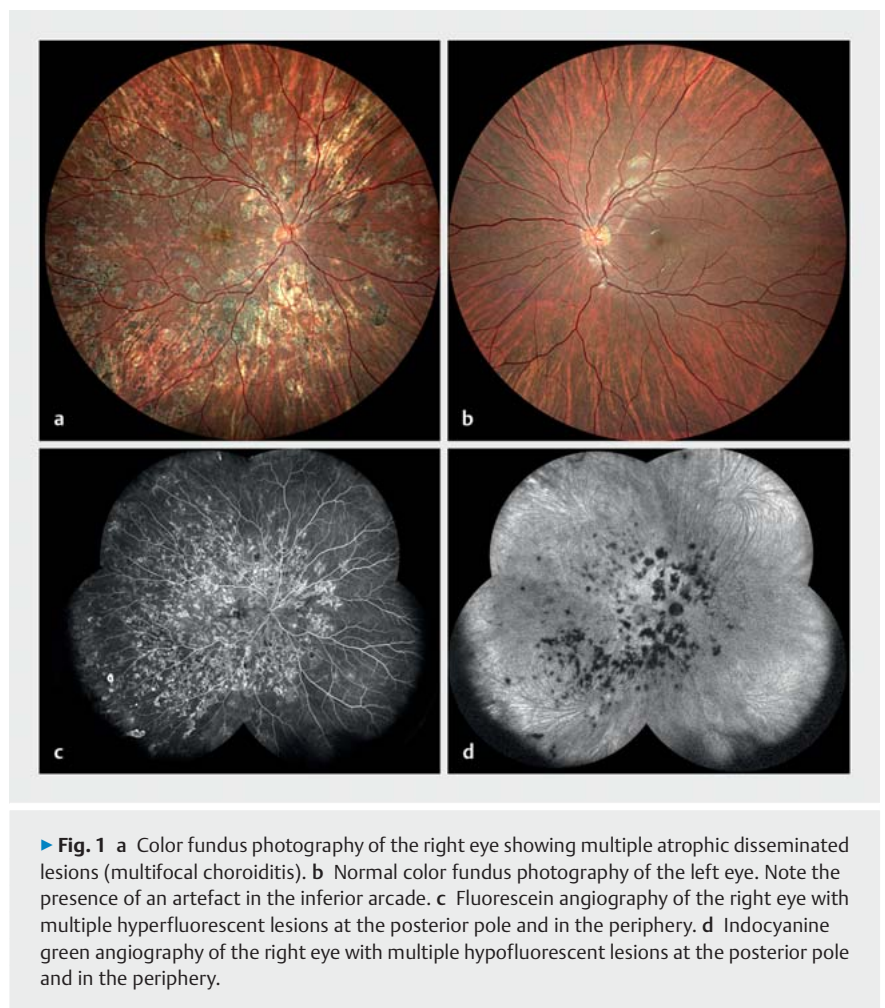 a
b
c
d
▶ Fig. 1 a Color fundus photography of the right eye showing multiple atrophic disseminated
lesions (multifocal choroiditis). b Normal color fundus photography of the left eye. Note the
presence of an artefact in the inferior arcade. c Fluorescein angiography of the right eye with
multiple hyperfluorescent lesions at the posterior pole and in the periphery. d Indocyanine
green angiography of the right eye with multiple hypofluorescent lesions at the posterior pole
and in the periphery.